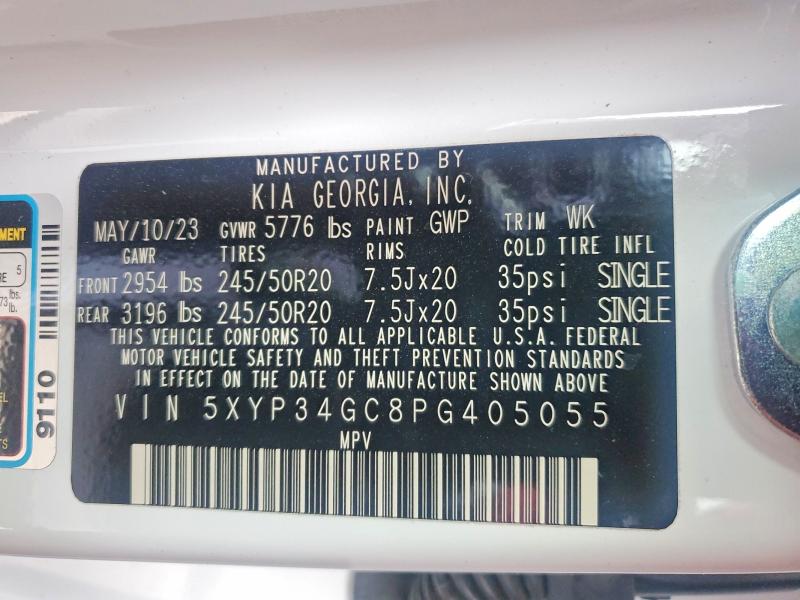 MANUFACTURED BY
KIA GEORGIA, INC.
MAY/10/23 GVWR 5776 lbs PAINT GWP TRIM WK
GAWR TIRES RIMS COLD TIRE INFL
FRONT 2954 lbs 245/50R20 7.5Jx20 35psi SINGLE
REAR 3196 lbs 245/50R20 7.5Jx20 35psi SINGLE
THIS VEHICLE CONFORMS TO ALL APPLICABLE U.S.A. FEDERAL
MOTOR VEHICLE SAFETY AND THEFT PREVENTION STANDARDS
IN EFFECT ON THE DATE OF MANUFACTURE SHOWN ABOVE
VIN 5XYP34GC8PG405055
MPV
5
lbs.
lb.
9110